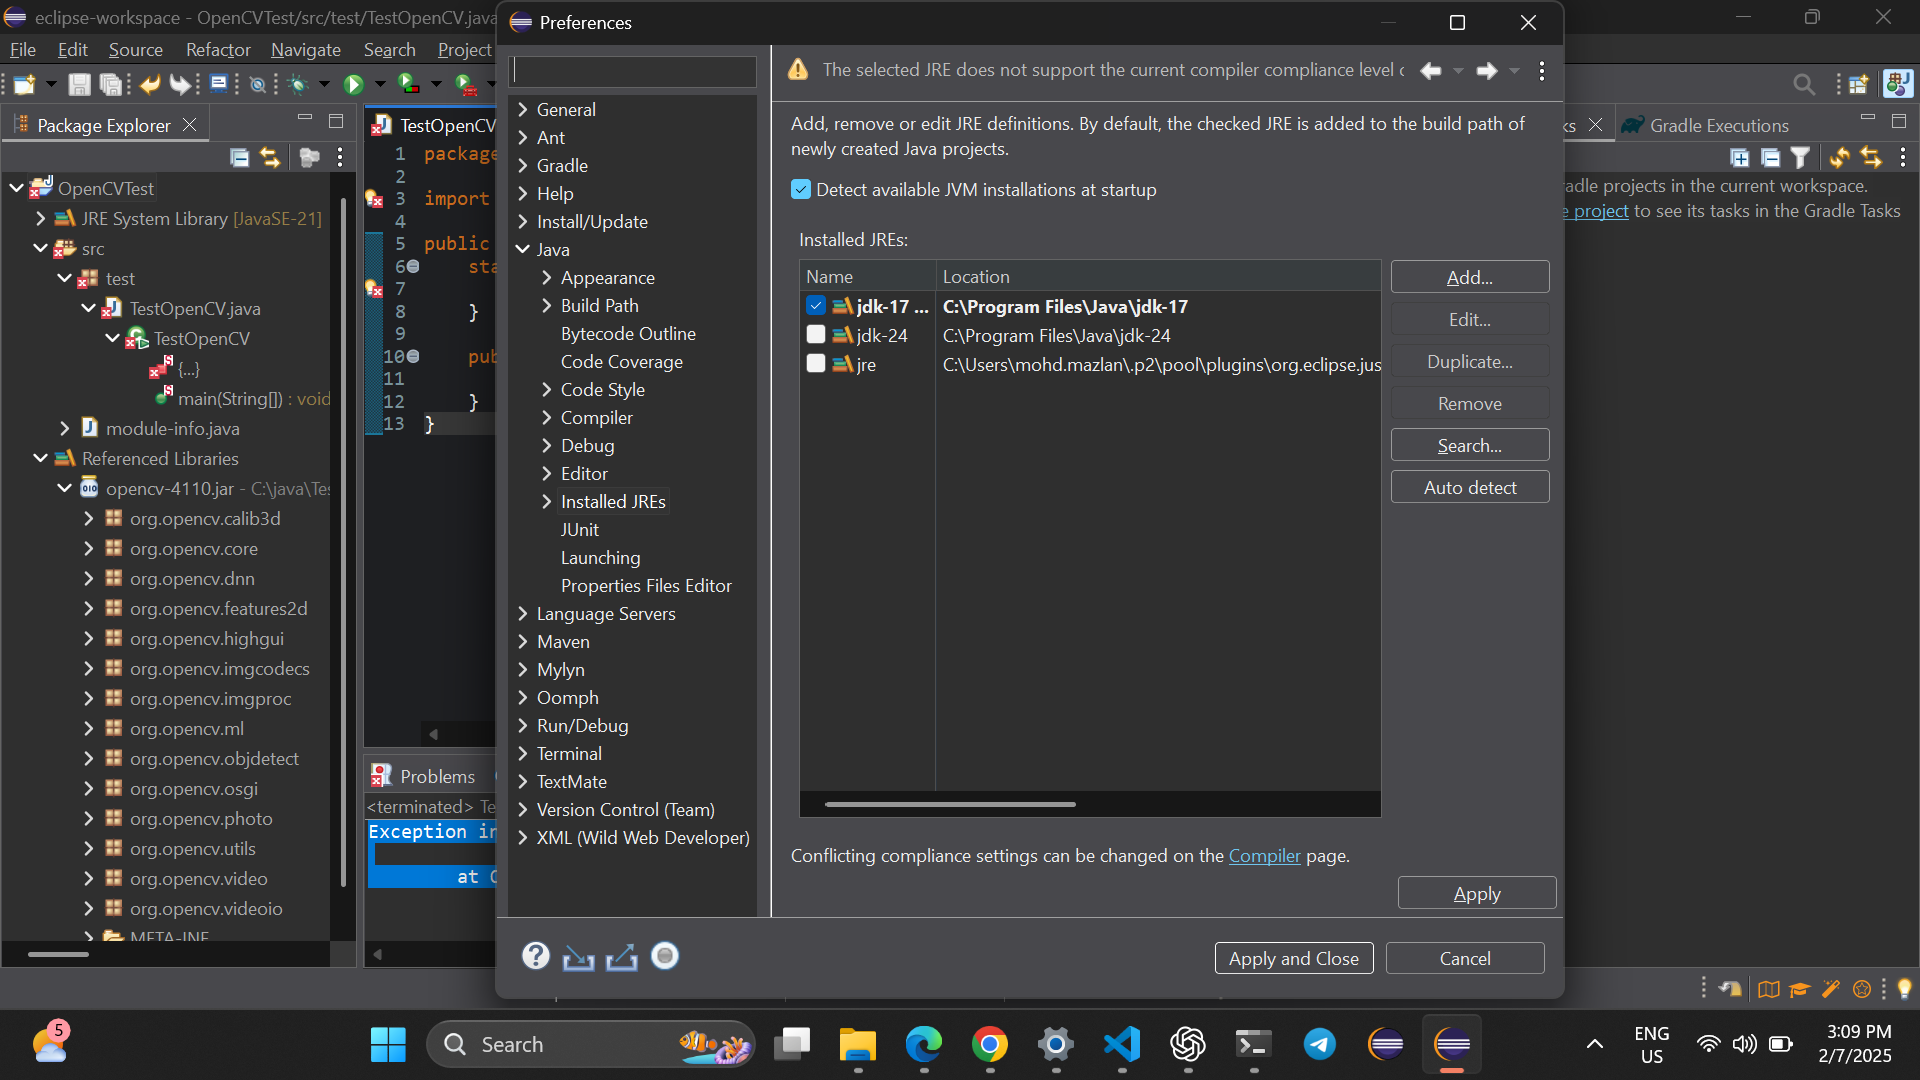 eclipse-workspace - OpenCVTest/src/test/TestOpenCV.java
Preferences
File Edit Source Refactor Navigate Search Project
The selected JRE does not support the current compiler compliance level
Package Explorer
TestOpenCV
Gradle Executions
OpenCVTest
JRE System Library [JavaSE-21]
src
test
TestOpenCV.java
TestOpenCV
{...}
main(String[]) : void
module-info.java
Referenced Libraries
opencv-4110.jar - C:\java\Tes
org.opencv.calib3d
org.opencv.core
org.opencv.dnn
org.opencv.features2d
org.opencv.highgui
org.opencv.imgcodecs
org.opencv.imgproc
org.opencv.ml
org.opencv.objdetect
org.opencv.osgi
org.opencv.photo
org.opencv.utils
org.opencv.video
org.opencv.videoio
META-INF
1 package
2
3 import
4
5 public
6 sta
7
8 }
9
10 pub
11
12 }
13 }
Problems
<terminated> Te
Exception in
at
General
Ant
Gradle
Help
Install/Update
Java
Appearance
Build Path
Bytecode Outline
Code Coverage
Code Style
Compiler
Debug
Editor
Installed JREs
JUnit
Launching
Properties Files Editor
Language Servers
Maven
Mylyn
Oomph
Run/Debug
Terminal
TextMate
Version Control (Team)
XML (Wild Web Developer)
Add, remove or edit JRE definitions. By default, the checked JRE is added to the build path of
newly created Java projects.
Detect available JVM installations at startup
Installed JREs:
Name Location
jdk-17 ... C:\Program Files\Java\jdk-17
jdk-24 C:\Program Files\Java\jdk-24
jre C:\Users\mohd.mazlan\.p2\pool\plugins\org.eclipse.jus
Add...
Edit...
Duplicate...
Remove
Search...
Auto detect
Conflicting compliance settings can be changed on the Compiler page.
Apply
Apply and Close
Cancel
adle projects in the current workspace.
e project to see its tasks in the Gradle Tasks
5
Search
ENG
US
3:09 PM
2/7/2025